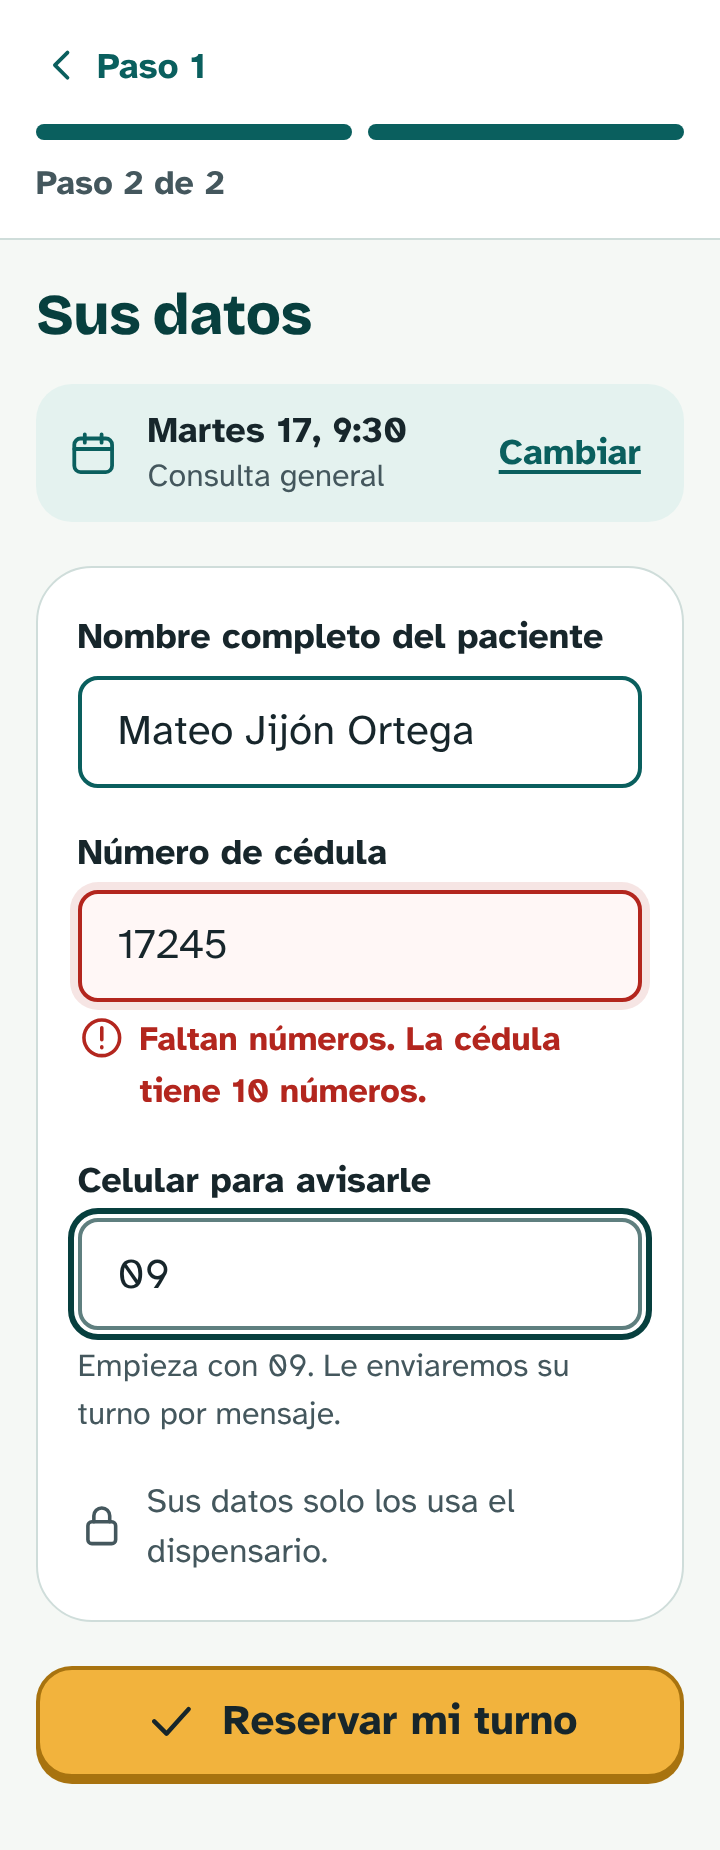 Paso 1
Paso 2 de 2
Sus datos
Martes 17, 9:30
Consulta general
Cambiar
Nombre completo del paciente
Mateo Jijón Ortega
Número de cédula
17245
Faltan números. La cédula
tiene 10 números.
Celular para avisarle
09
Empieza con 09. Le enviaremos su
turno por mensaje.
Sus datos solo los usa el
dispensario.
Reservar mi turno